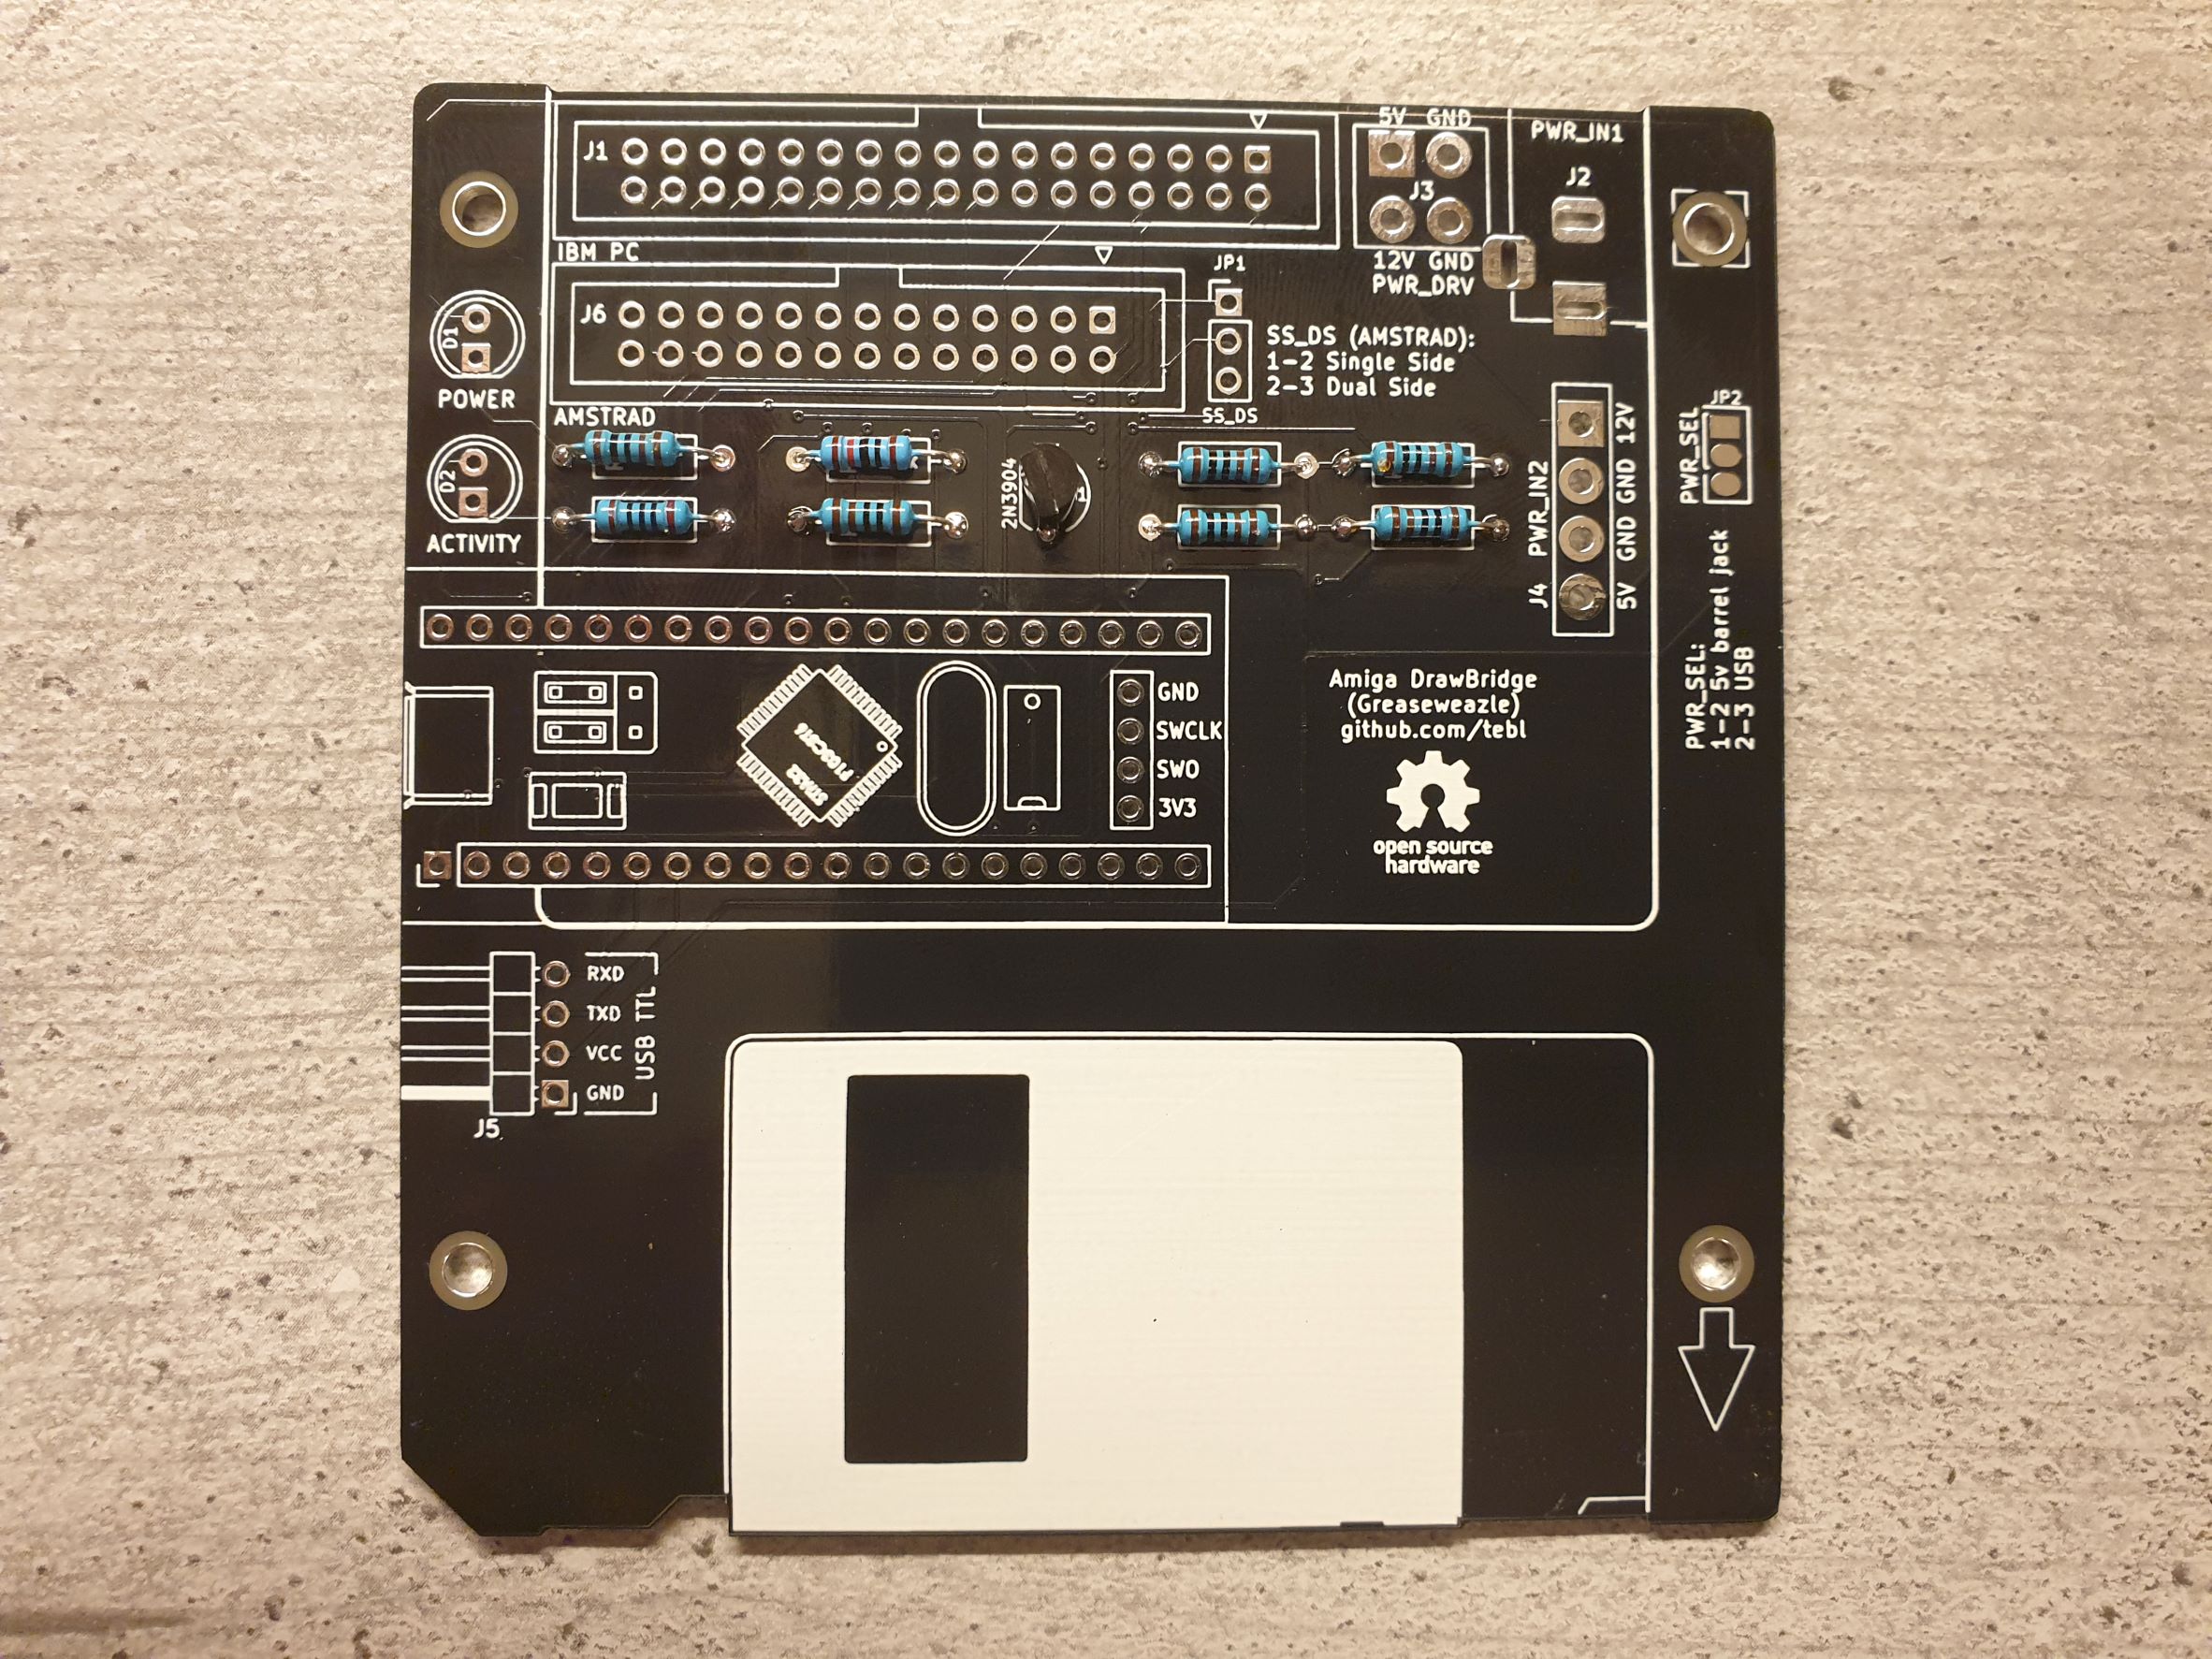 5V GND
PWR_IN1
J1
J2
J3
IBM PC
12V GND
PWR_DRV
JP1
J6
SS_DS (AMSTRAD):
1-2 Single Side
2-3 Dual Side
SS_DS
D1
POWER
AMSTRAD
JP2
PWR_SEL
D2
ACTIVITY
2N3904
1
J4 PWR_IN2
5V GND GND 12V
PWR_SEL:
1-2 5v barrel jack
2-3 USB
STM32
F103C8T6
GND
SWCLK
SWO
3V3
Amiga DrawBridge
(Greaseweazle)
github.com/tebl
open source
hardware
RXD
TXD
VCC
GND
USB TTL
J5